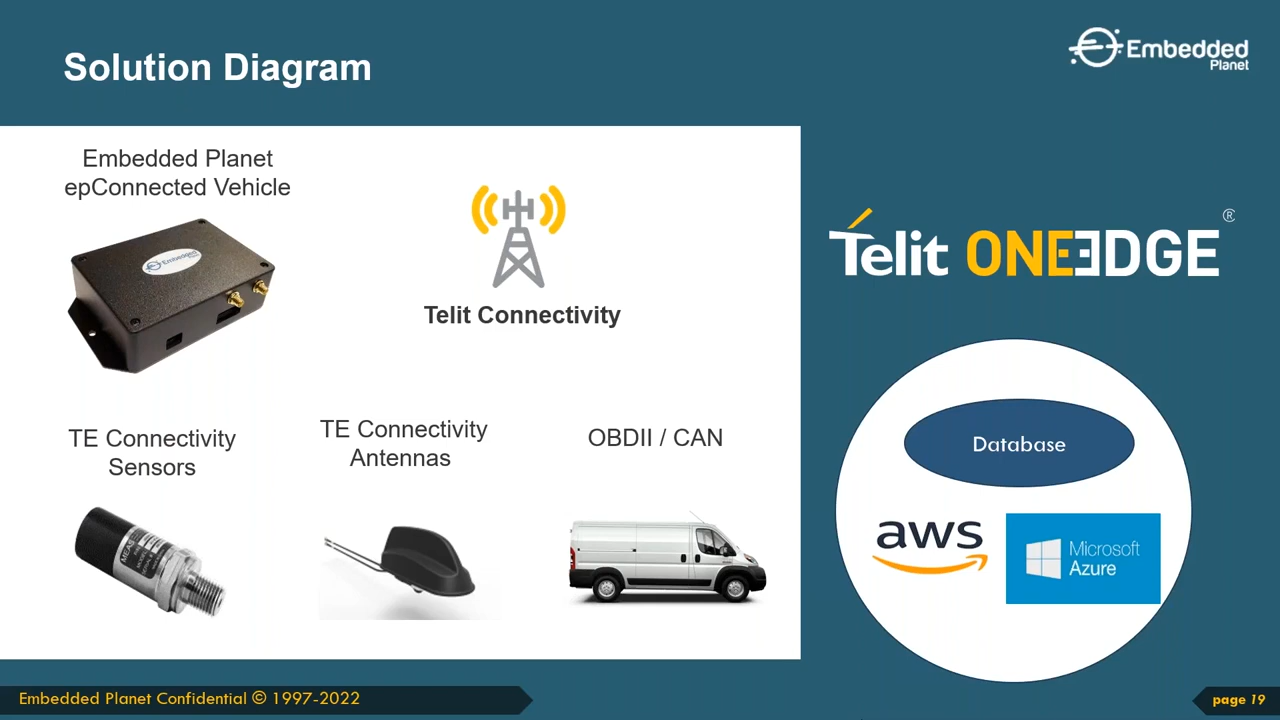 Solution Diagram
Embedded
Planet
Embedded Planet
epConnected Vehicle
Embedded
Telit Connectivity
Telit ONEEDGE
®
TE Connectivity
Sensors
TE Connectivity
Antennas
OBDII / CAN
Database
aws
Microsoft
Azure
Embedded Planet Confidential © 1997-2022
page 19